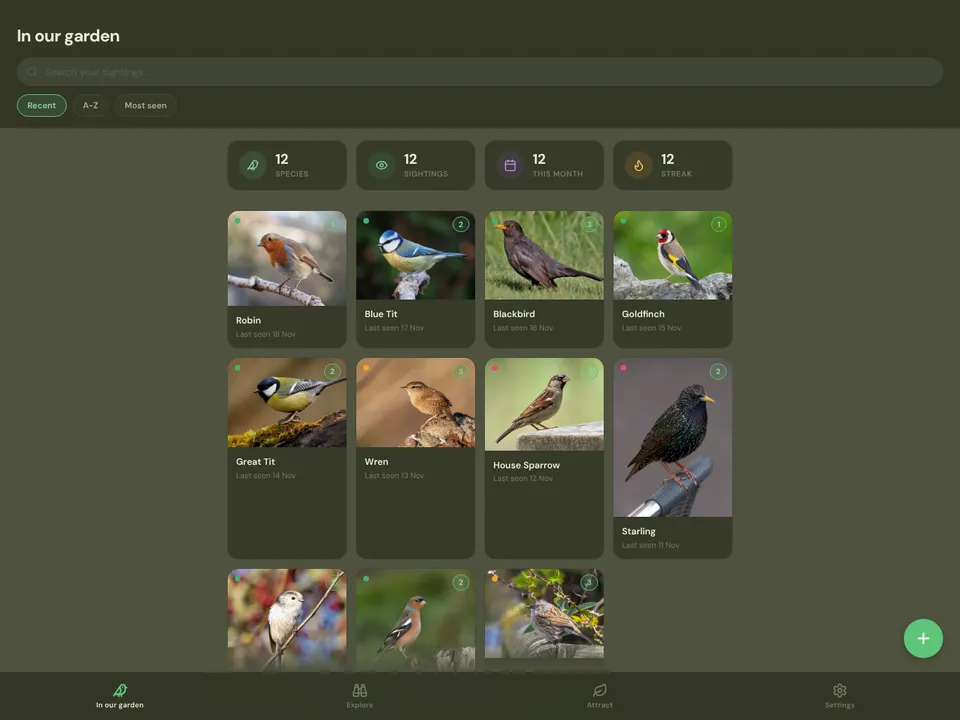 In our garden
Search your sightings...
Recent
A-Z
Most seen
12
SPECIES
12
SIGHTINGS
12
THIS MONTH
12
STREAK
2
3
1
Robin
Last seen 18 Nov
Blue Tit
Last seen 17 Nov
Blackbird
Last seen 16 Nov
Goldfinch
Last seen 15 Nov
2
3
2
Great Tit
Last seen 14 Nov
Wren
Last seen 13 Nov
House Sparrow
Last seen 12 Nov
Starling
Last seen 11 Nov
2
3
In our garden
Explore
Attract
Settings